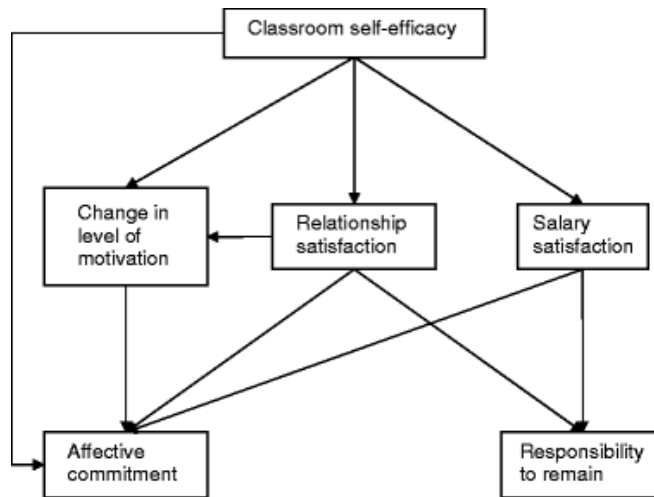 Classroom self-efficacy
Change in
level of
motivation
Relationship
satisfaction
Salary
satisfaction
Affective
commitment
Responsibility
to remain